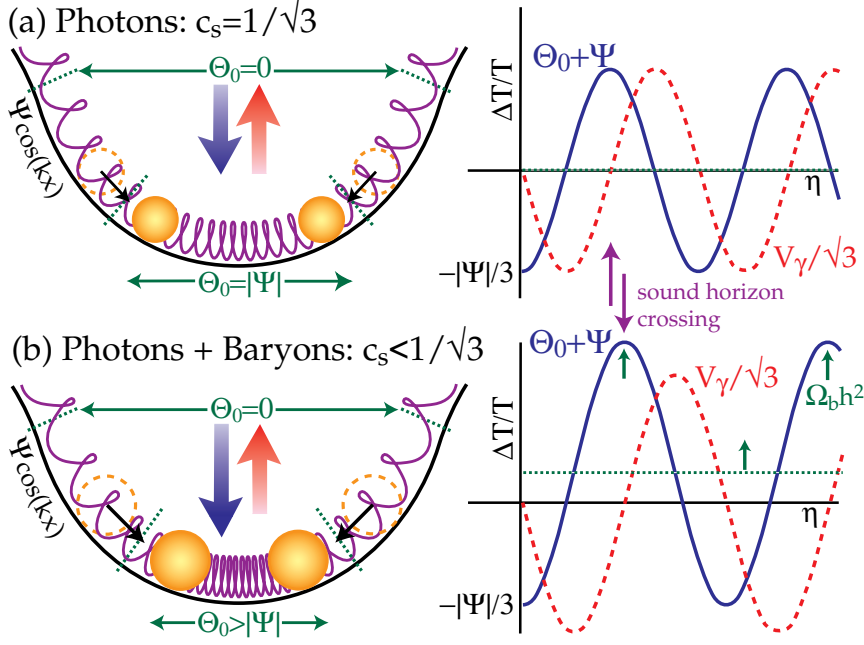 (a) Photons: c_s=1/√3
Θ₀=0
Ψcos(kx)
Θ₀=|Ψ|
ΔT/T
Θ₀+Ψ
η
−|Ψ|/3
V_γ/√3
sound horizon
crossing
(b) Photons + Baryons: c_s<1/√3
Θ₀=0
Ψcos(kx)
Θ₀>|Ψ|
ΔT/T
Θ₀+Ψ
V_γ/√3
Ω_bh²
η
−|Ψ|/3